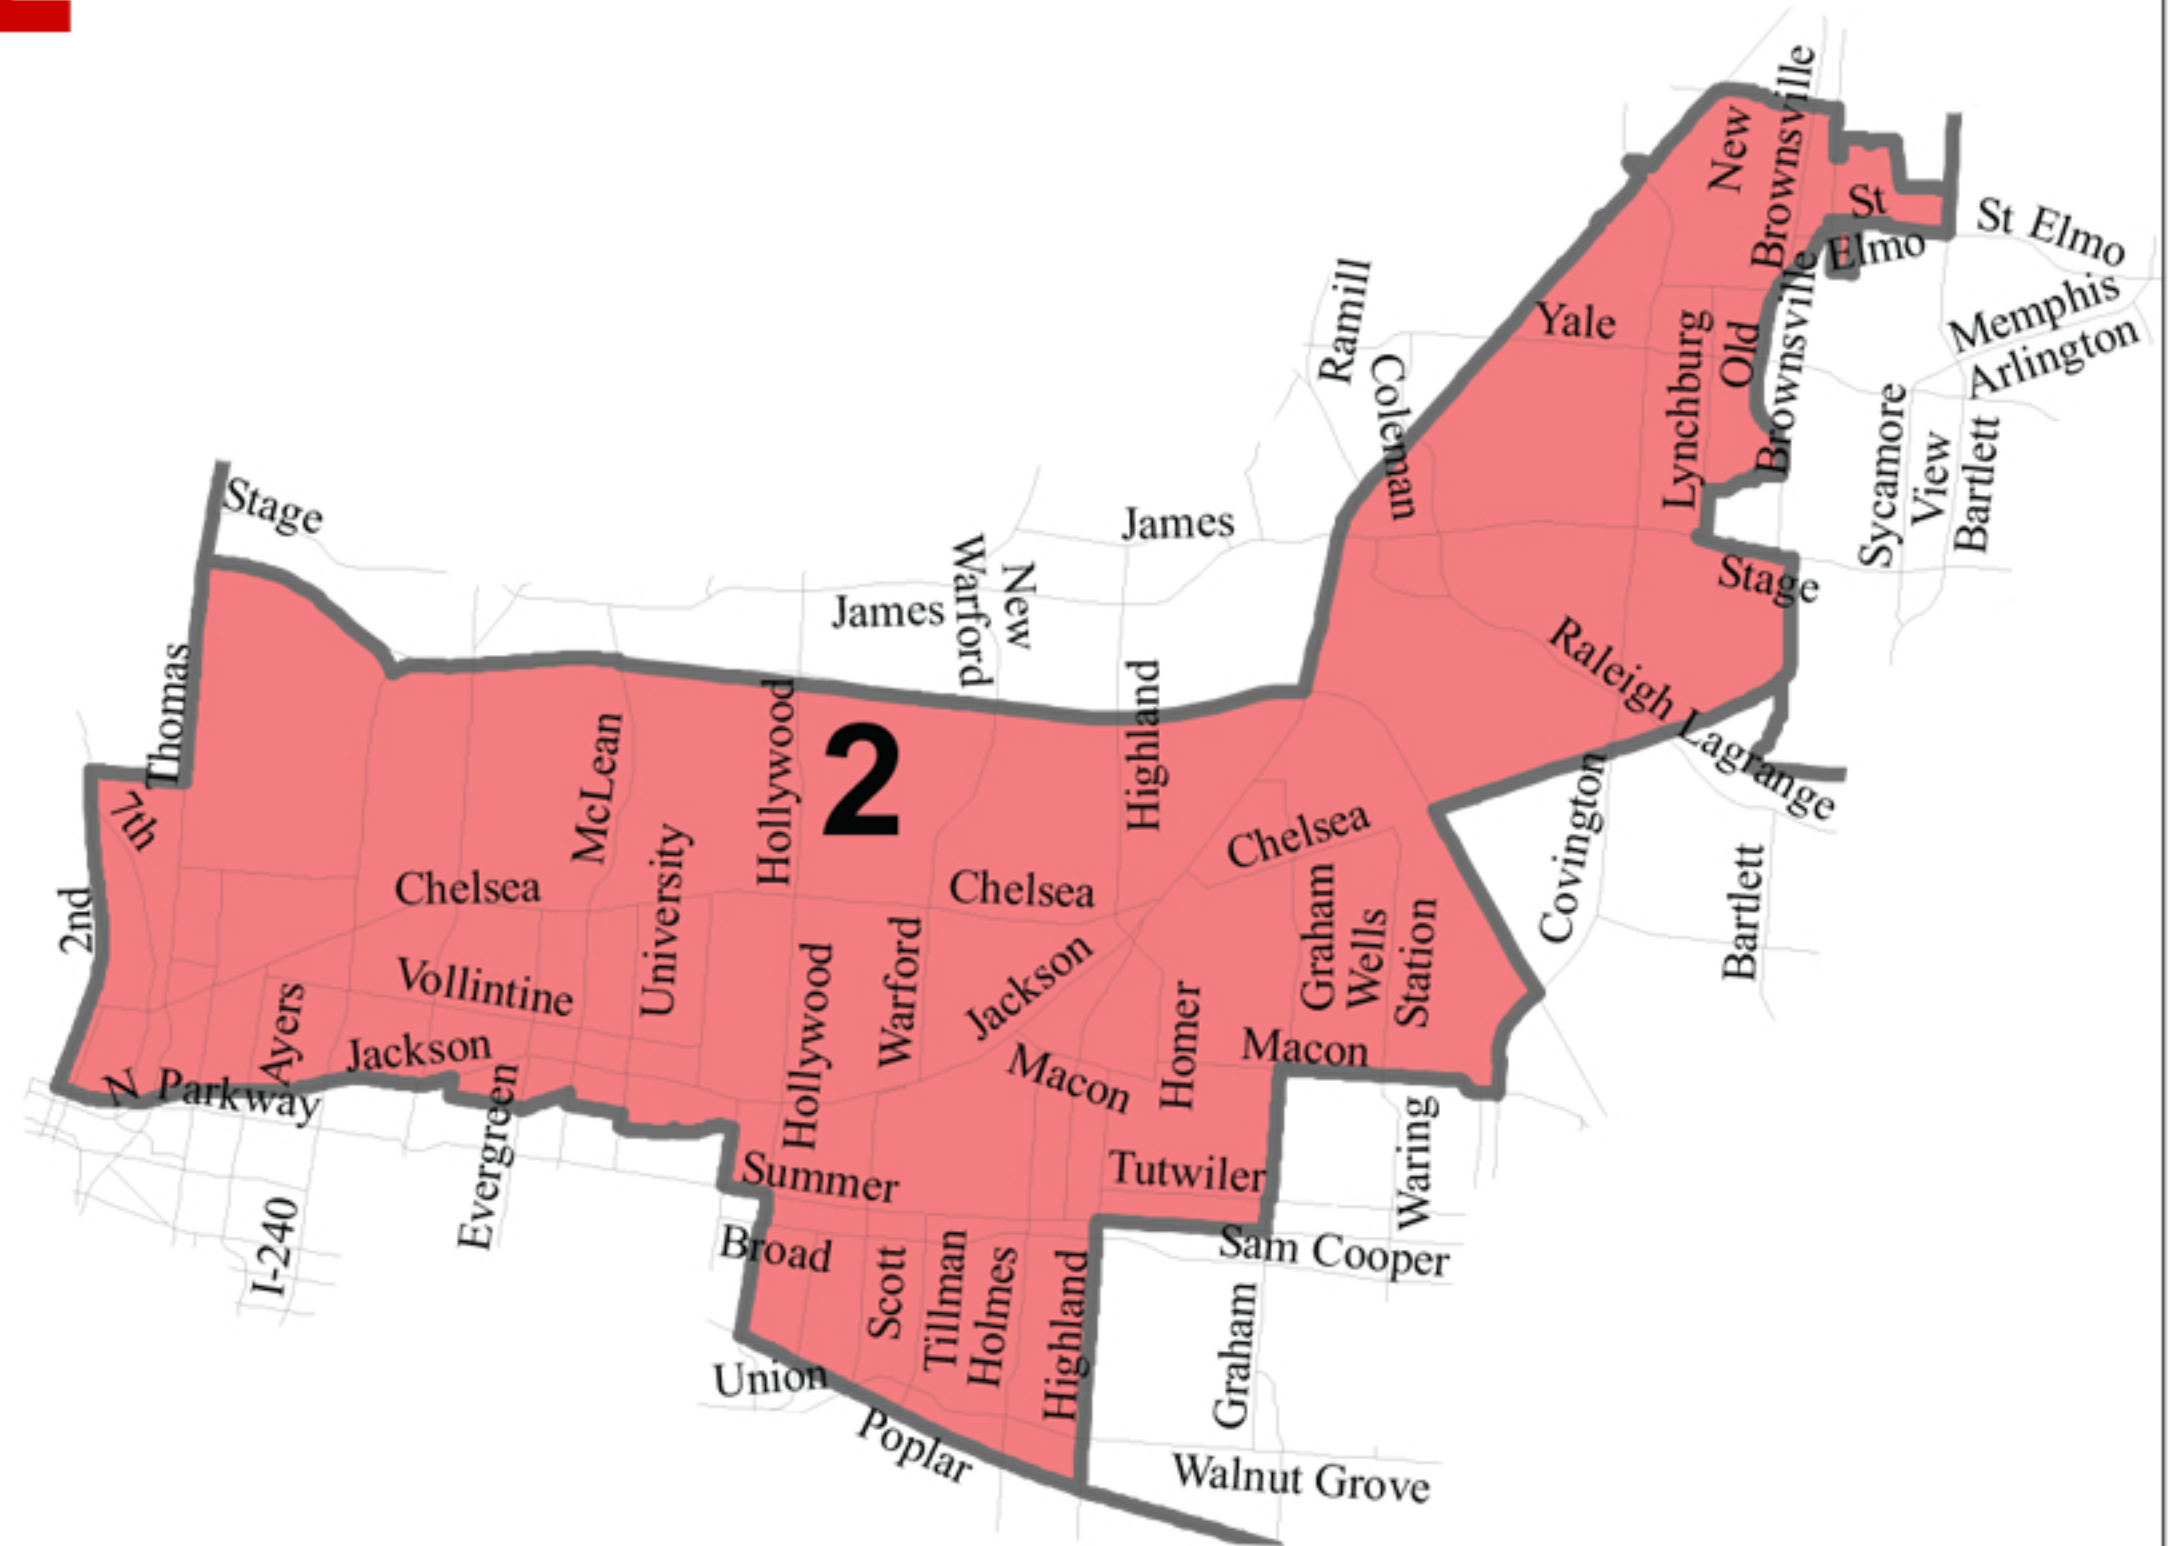 New
Brownsville
St
Elmo
St Elmo
Memphis
Arlington
Ramill
Yale
Coleman
Lynchburg
Old
Brownsville
Sycamore
View
Bartlett
Stage
James
New
Warford
James
Stage
Thomas
Highland
Raleigh Lagrange
McLean
Hollywood
2
7th
Chelsea
Covington
University
Chelsea
Chelsea
Bartlett
2nd
Graham
Wells
Station
Vollintine
Hollywood
Warford
Jackson
Homer
Ayers
Jackson
Macon
Macon
N Parkway
Evergreen
Waring
Summer
Tutwiler
I-240
Broad
Scott
Tillman
Holmes
Highland
Sam Cooper
Graham
Union
Poplar
Walnut Grove